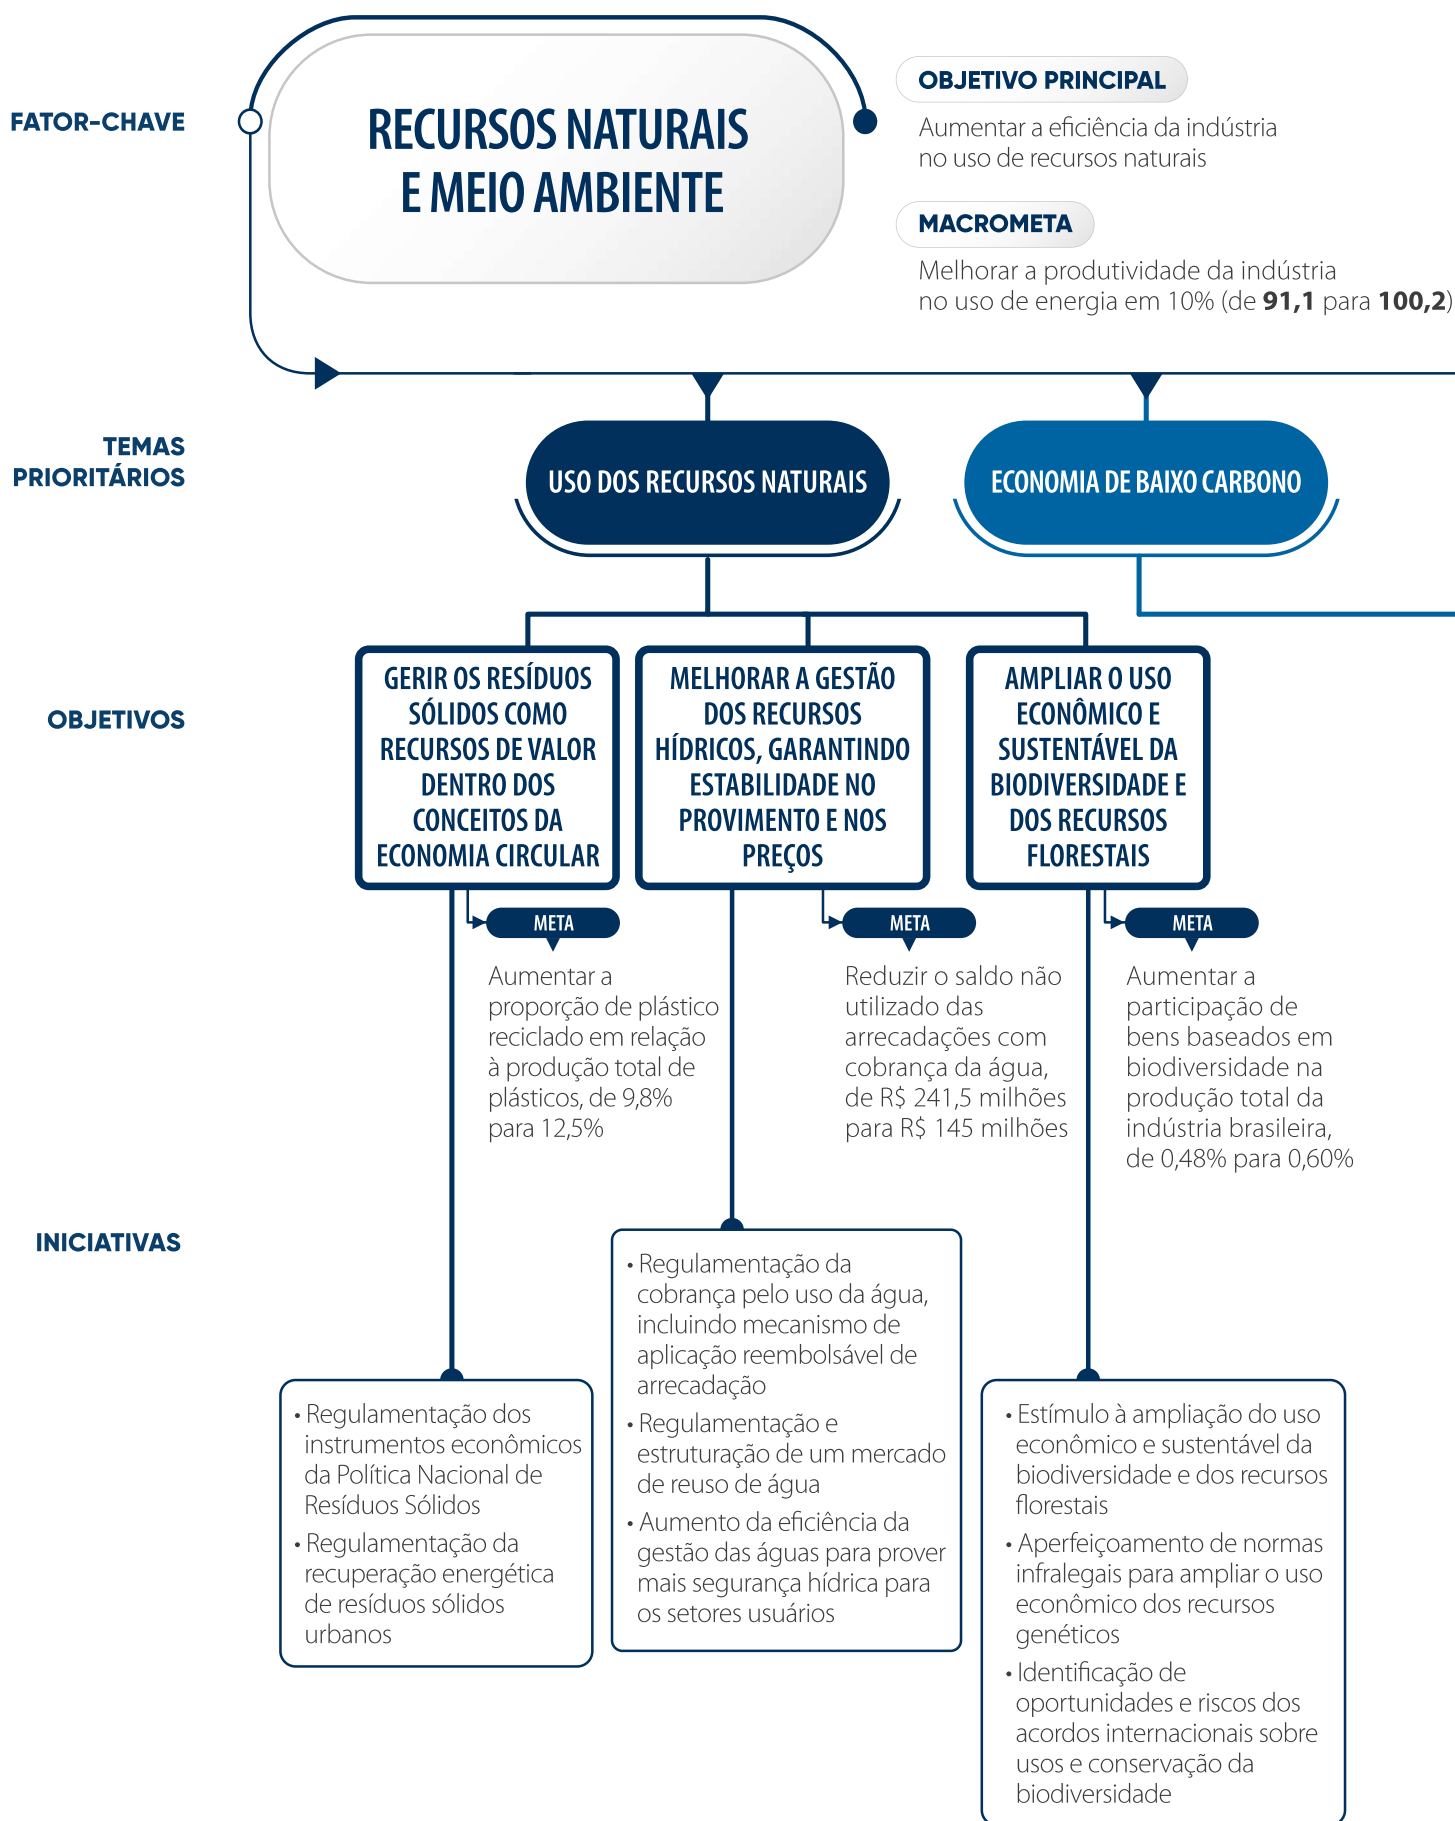 FATOR-CHAVE
RECURSOS NATURAIS
E MEIO AMBIENTE
OBJETIVO PRINCIPAL
Aumentar a eficiência da indústria
no uso de recursos naturais
MACROMETA
Melhorar a produtividade da indústria
no uso de energia em 10% (de 91,1 para 100,2)
TEMAS
PRIORITÁRIOS
USO DOS RECURSOS NATURAIS
ECONOMIA DE BAIXO CARBONO
OBJETIVOS
GERIR OS RESÍDUOS
SÓLIDOS COMO
RECURSOS DE VALOR
DENTRO DOS
CONCEITOS DA
ECONOMIA CIRCULAR
META
Aumentar a
proporção de plástico
reciclado em relação
à produção total de
plásticos, de 9,8%
para 12,5%
MELHORAR A GESTÃO
DOS RECURSOS
HÍDRICOS, GARANTINDO
ESTABILIDADE NO
PROVIMENTO E NOS
PREÇOS
META
Reduzir o saldo não
utilizado das
arrecadações com
cobrança da água,
de R$ 241,5 milhões
para R$ 145 milhões
AMPLIAR O USO
ECONÔMICO E
SUSTENTÁVEL DA
BIODIVERSIDADE E
DOS RECURSOS
FLORESTAIS
META
Aumentar a
participação de
bens baseados em
biodiversidade na
produção total da
indústria brasileira,
de 0,48% para 0,60%
INICIATIVAS
• Regulamentação dos
instrumentos econômicos
da Política Nacional de
Resíduos Sólidos
• Regulamentação da
recuperação energética
de resíduos sólidos
urbanos
• Regulamentação da
cobrança pelo uso da água,
incluindo mecanismo de
aplicação reembolsável de
arrecadação
• Regulamentação e
estruturação de um mercado
de reuso de água
• Aumento da eficiência da
gestão das águas para prover
mais segurança hídrica para
os setores usuários
• Estímulo à ampliação do uso
econômico e sustentável da
biodiversidade e dos recursos
florestais
• Aperfeiçoamento de normas
infralegais para ampliar o uso
econômico dos recursos
genéticos
• Identificação de
oportunidades e riscos dos
acordos internacionais sobre
usos e conservação da
biodiversidade